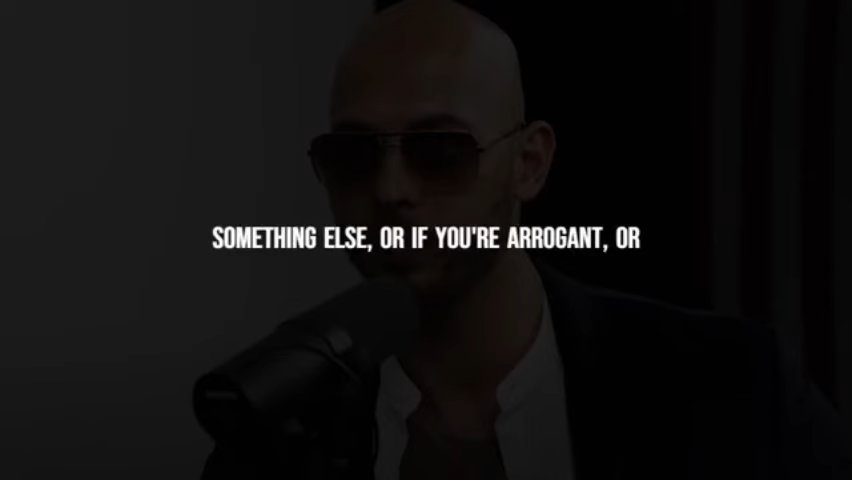 SOMETHING ELSE, OR IF YOU'RE ARROGANT, OR